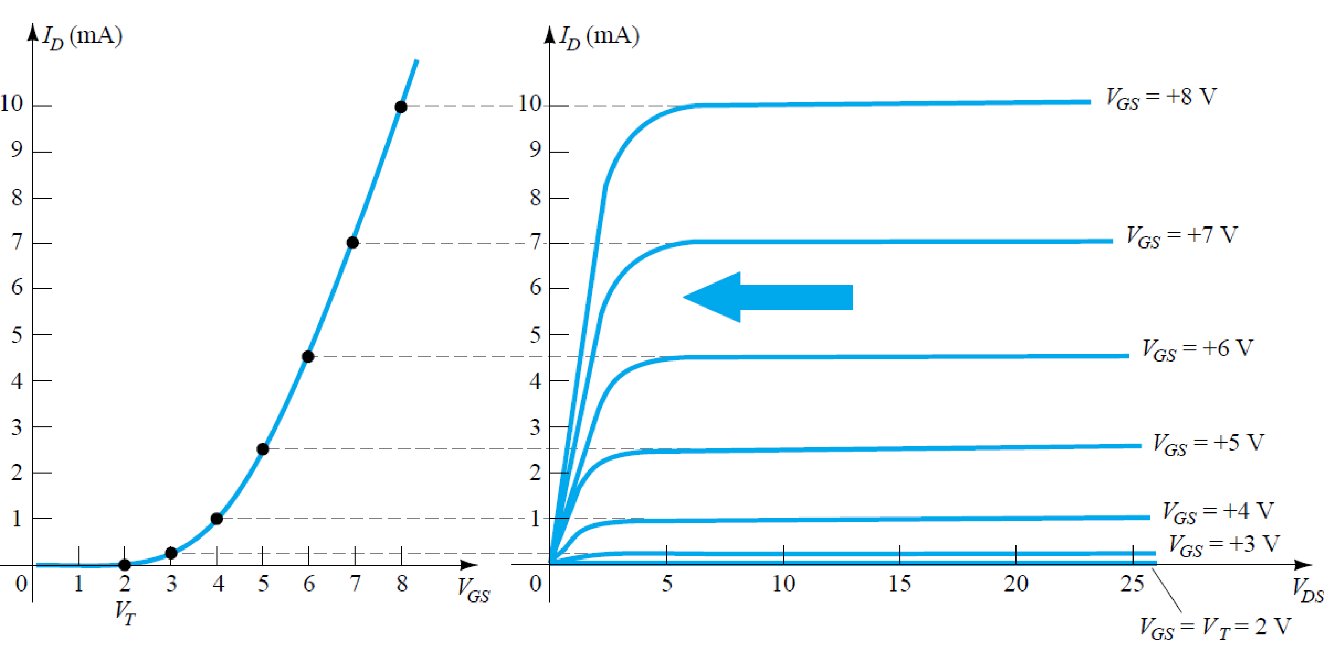 I_D (mA)
10
9
8
7
6
5
4
3
2
1
0 1 2 3 4 5 6 7 8 V_GS
V_T
I_D (mA)
10
9
8
7
6
5
4
3
2
1
0 5 10 15 20 25 V_DS
V_GS = +8 V
V_GS = +7 V
V_GS = +6 V
V_GS = +5 V
V_GS = +4 V
V_GS = +3 V
V_GS = V_T = 2 V